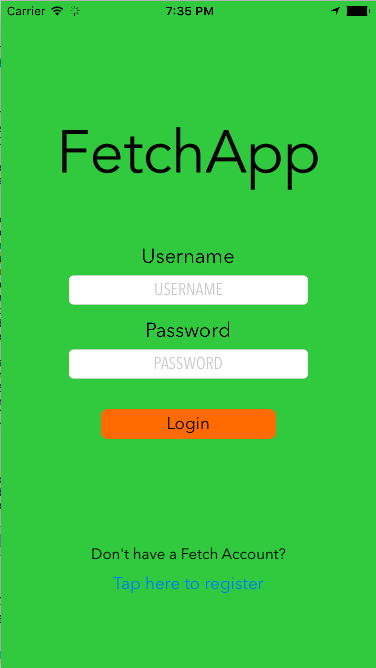 Carrier 7:35 PM
FetchApp
Username
USERNAME
Password
PASSWORD
Login
Don't have a Fetch Account?
Tap here to register